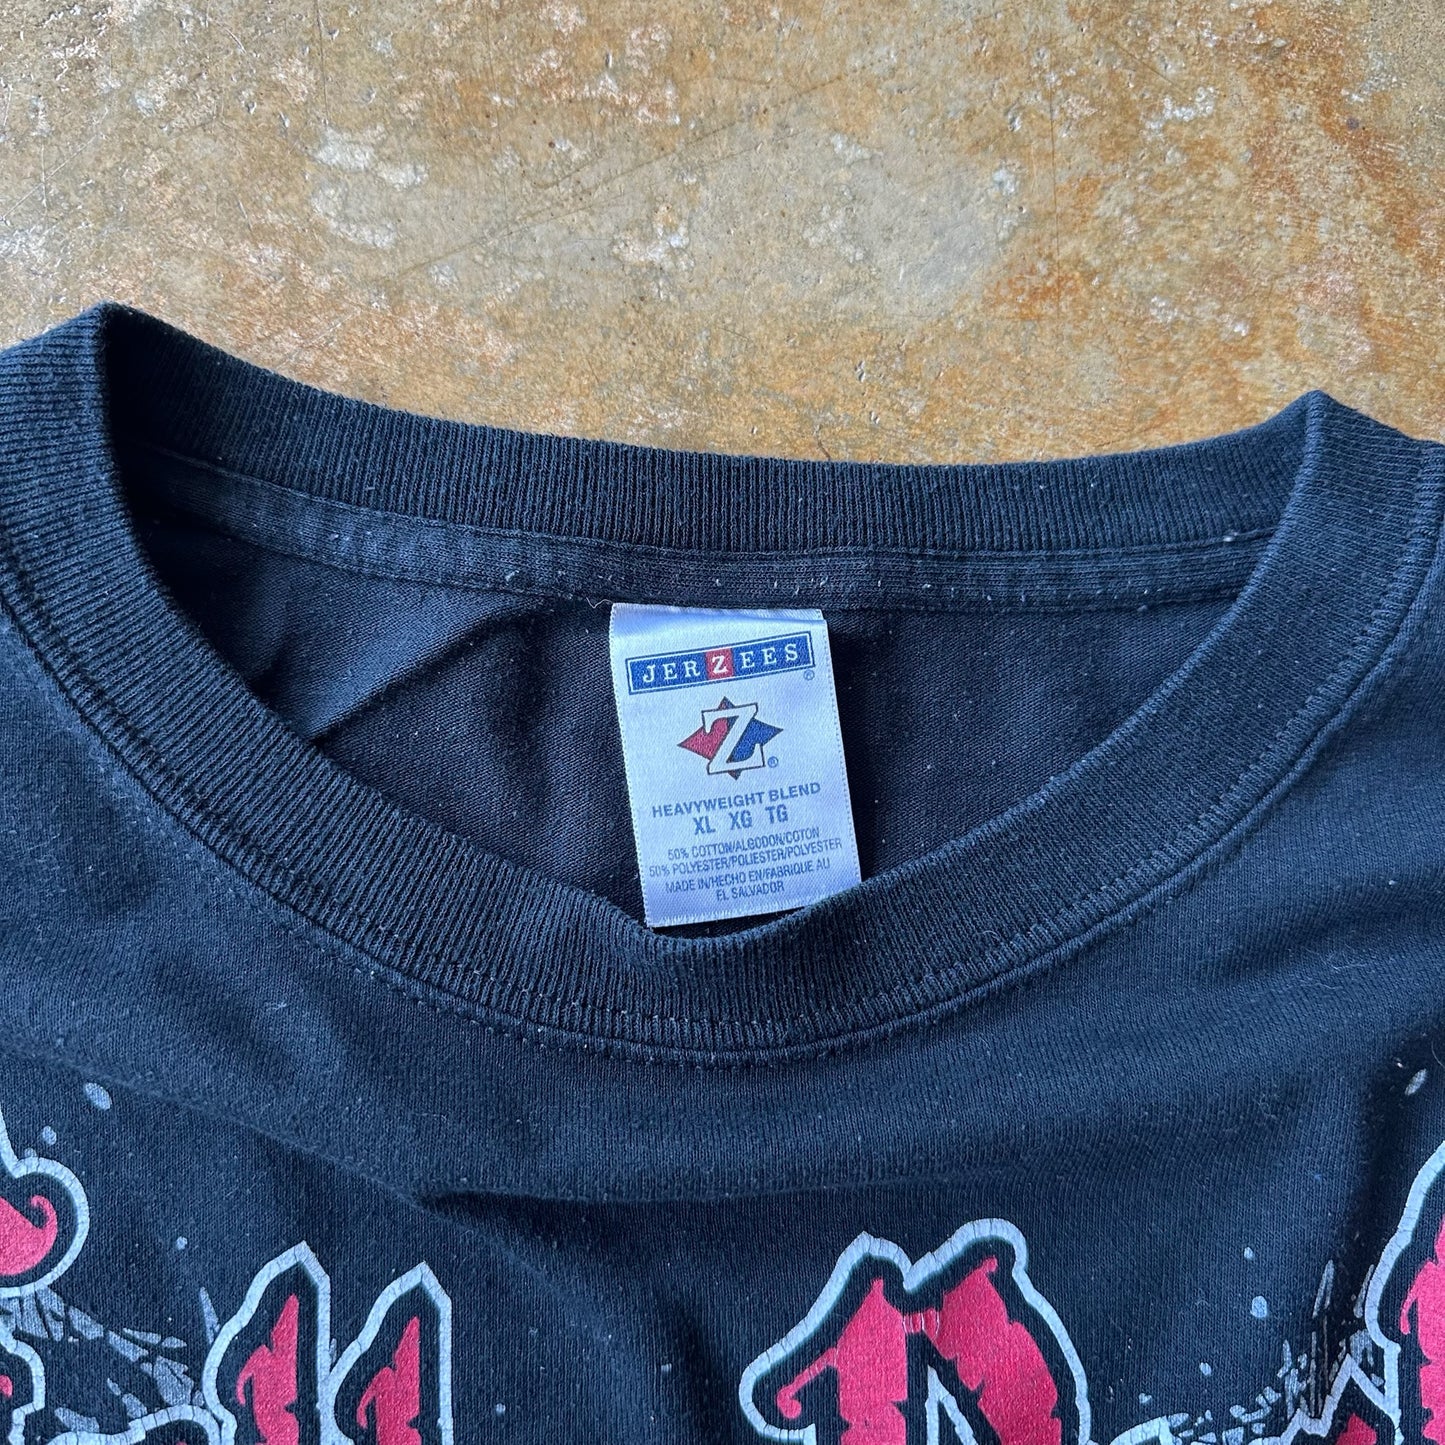 JERZEES
®
Z®
HEAVYWEIGHT BLEND
XL XG TG
50% COTTON/ALGODON/COTON
50% POLYESTER/POLIESTER/POLYESTER
MADE IN/HECHO EN/FABRIQUE AU
EL SALVADOR